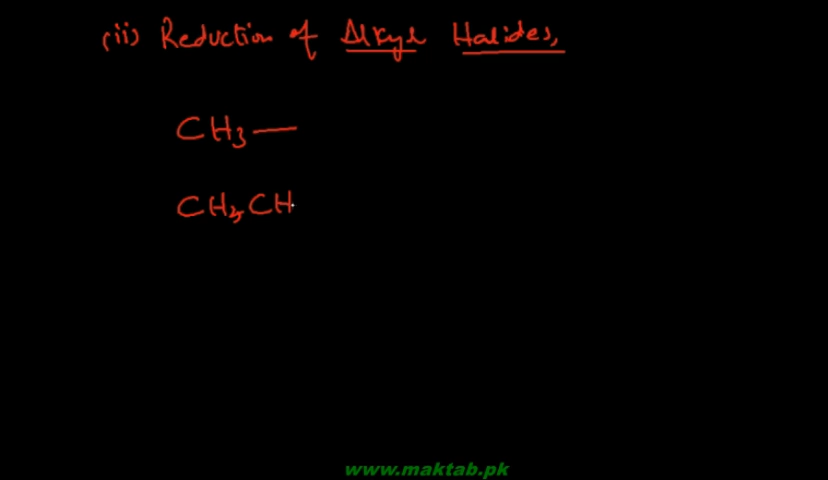 (ii) Reduction of Alkyl Halides,
CH3—
CH3CH
www.maktab.pk